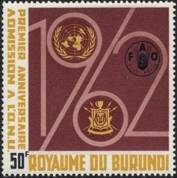 PREMIER ANNIVERSAIRE
ADMISSION A L'O.N.U.
1962
FAO
50F
ROYAUME DU BURUNDI